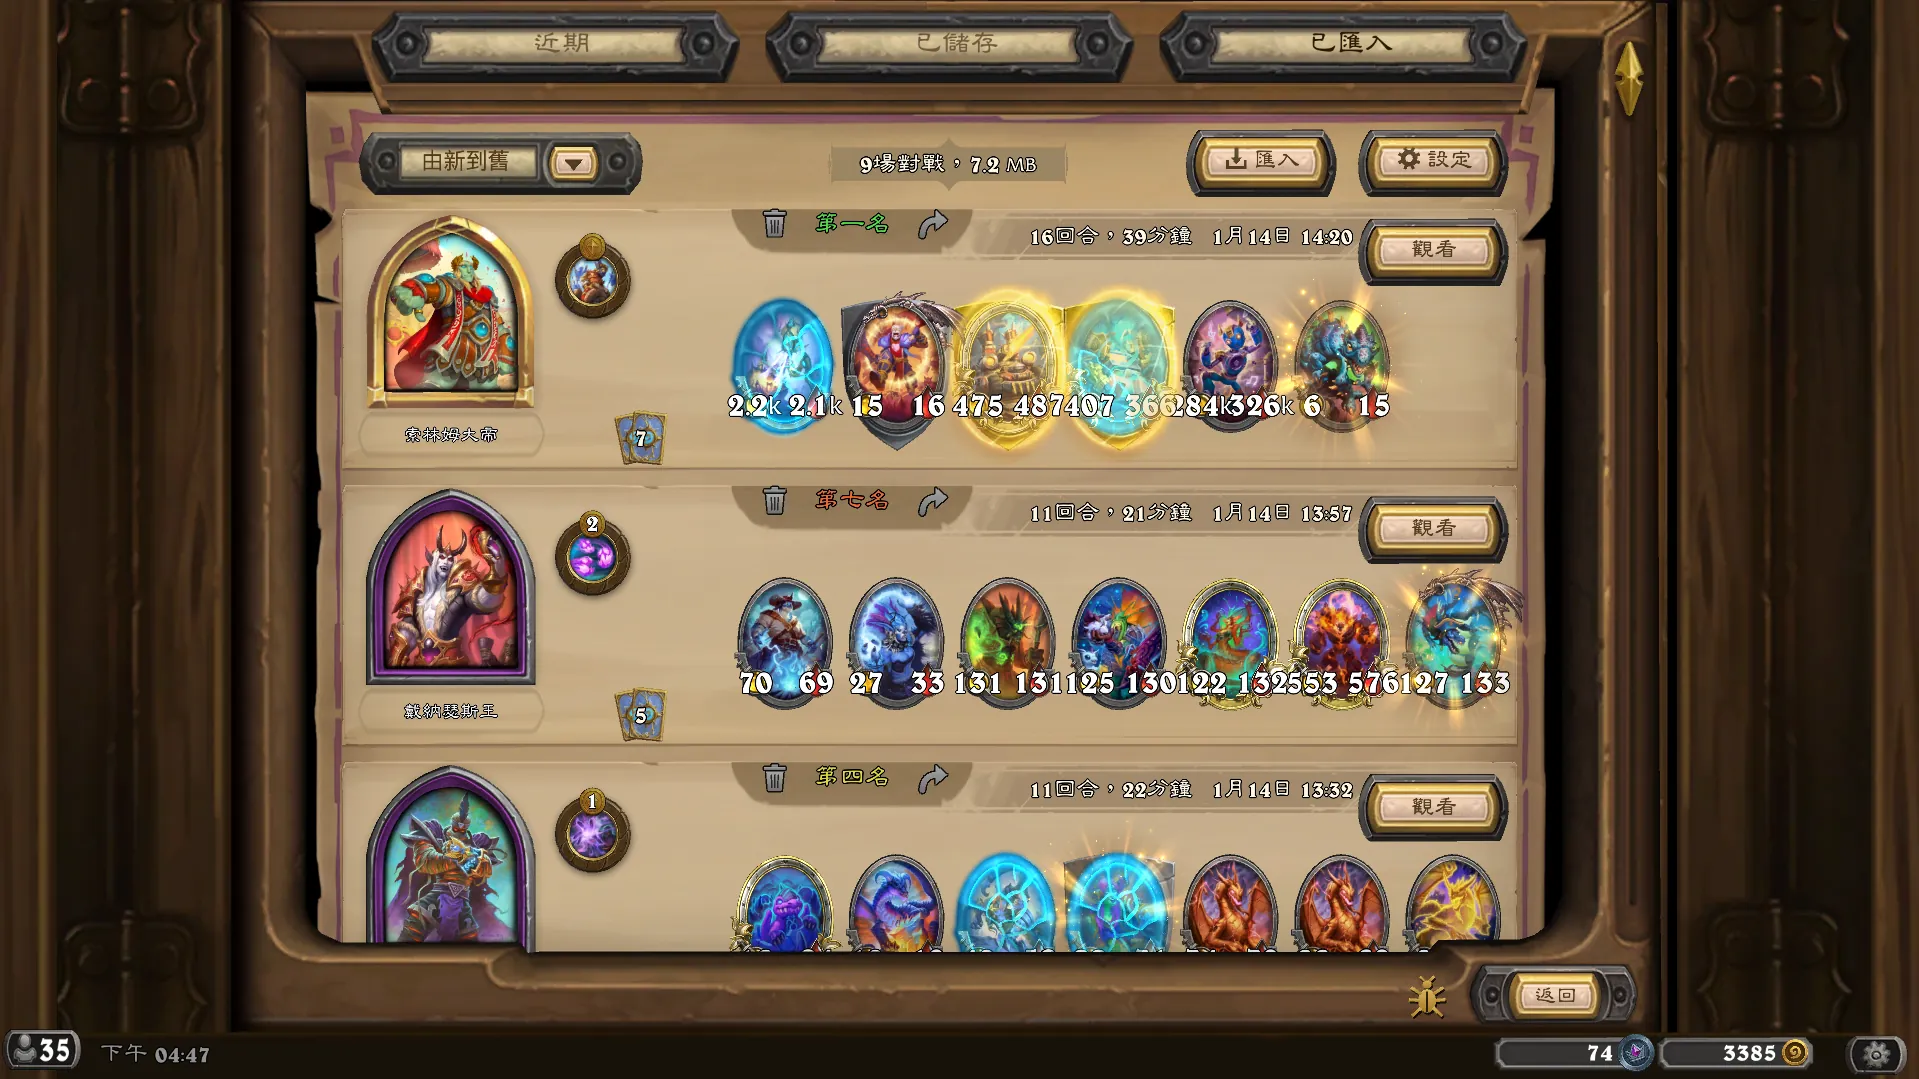 近期
已儲存
已匯入
由新到舊
9場對戰，7.2 MB
匯入
設定
第一名
16回合，39分鐘 1月14日 14:20
觀看
2.2k 2.1k 15 16 475 487 407 366 284k 326k 6 15
索林姆大帝
7
第七名
11回合，21分鐘 1月14日 13:57
觀看
2
70 69 27 33 131 131 125 130 122 132 553 576 127 133
戴納瑟斯王
5
第四名
11回合，22分鐘 1月14日 13:32
觀看
1
返回
35
下午 04:47
74
3385